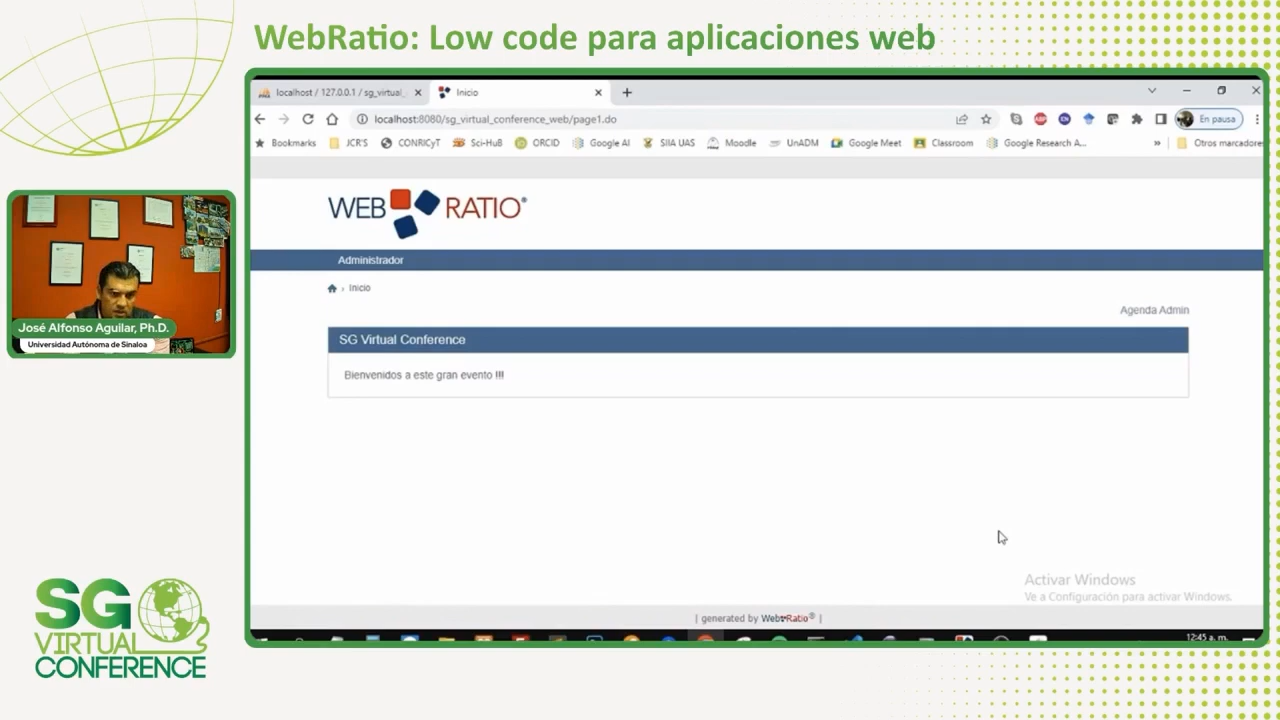 WebRatio: Low code para aplicaciones web
localhost / 127.0.0.1 / sg_virtual_
Inicio
localhost:8080/sg_virtual_conference_web/page1.do
En pausa
Bookmarks JCR'S CONRICyT Sci-HuB ORCID Google AI SIIA UAS Moodle UnADM Google Meet Classroom Google Research A... » Otros marcadore
WEB RATIO®
Administrador
› Inicio
Agenda Admin
SG Virtual Conference
Bienvenidos a este gran evento !!!
Activar Windows
Ve a Configuración para activar Windows.
| generated by WebRatio® |
12:45 a. m.
José Alfonso Aguilar, Ph.D.
Universidad Autónoma de Sinaloa
SG
VIRTUAL
CONFERENCE